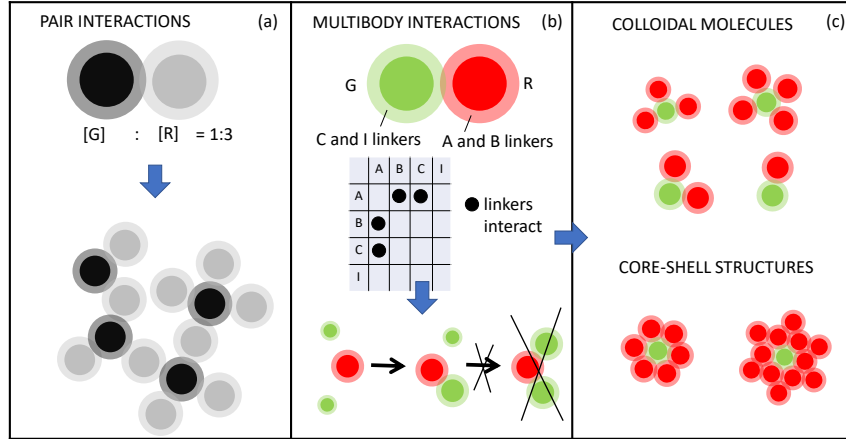 PAIR INTERACTIONS (a)
[G] : [R] = 1:3
MULTIBODY INTERACTIONS (b)
G R
C and I linkers A and B linkers
A B C I
A
B
C
I
linkers
interact
COLLOIDAL MOLECULES (c)
CORE-SHELL STRUCTURES